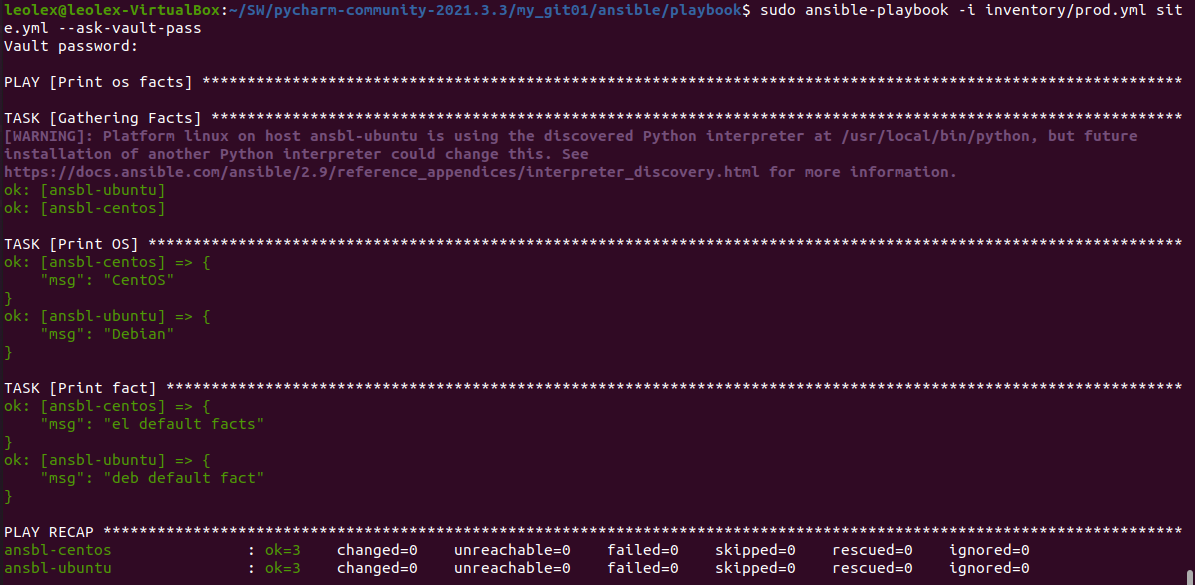 leolex@leolex-VirtualBox:~/SW/pycharm-community-2021.3.3/my_git01/ansible/playbook$ sudo ansible-playbook -i inventory/prod.yml sit
e.yml --ask-vault-pass
Vault password:
PLAY [Print os facts] *************************************************************************************************************
TASK [Gathering Facts] ************************************************************************************************************
[WARNING]: Platform linux on host ansbl-ubuntu is using the discovered Python interpreter at /usr/local/bin/python, but future
installation of another Python interpreter could change this. See
https://docs.ansible.com/ansible/2.9/reference_appendices/interpreter_discovery.html for more information.
ok: [ansbl-ubuntu]
ok: [ansbl-centos]
TASK [Print OS] *******************************************************************************************************************
ok: [ansbl-centos] => {
    "msg": "CentOS"
}
ok: [ansbl-ubuntu] => {
    "msg": "Debian"
}
TASK [Print fact] *****************************************************************************************************************
ok: [ansbl-centos] => {
    "msg": "el default facts"
}
ok: [ansbl-ubuntu] => {
    "msg": "deb default fact"
}
PLAY RECAP ************************************************************************************************************************
ansbl-centos               : ok=3    changed=0    unreachable=0    failed=0    skipped=0    rescued=0    ignored=0
ansbl-ubuntu               : ok=3    changed=0    unreachable=0    failed=0    skipped=0    rescued=0    ignored=0